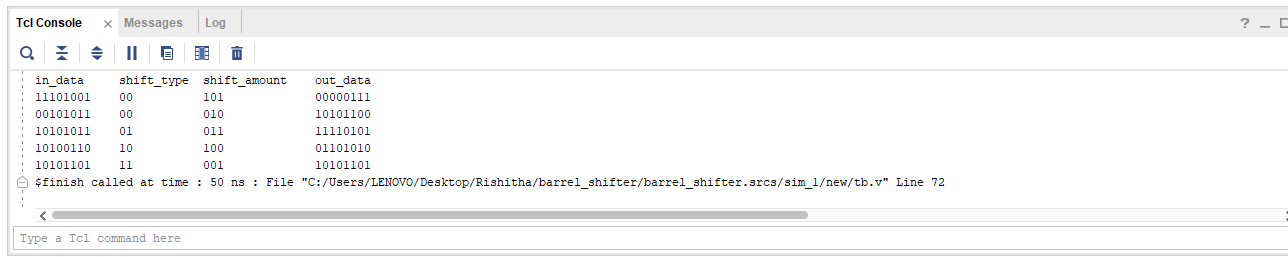 Tcl Console × Messages Log
? _
in_data shift_type shift_amount out_data
11101001 00 101 00000111
00101011 00 010 10101100
10101011 01 011 11110101
10100110 10 100 01101010
10101101 11 001 10101101
$finish called at time : 50 ns : File "C:/Users/LENOVO/Desktop/Rishitha/barrel_shifter/barrel_shifter.srcs/sim_1/new/tb.v" Line 72
Type a Tcl command here